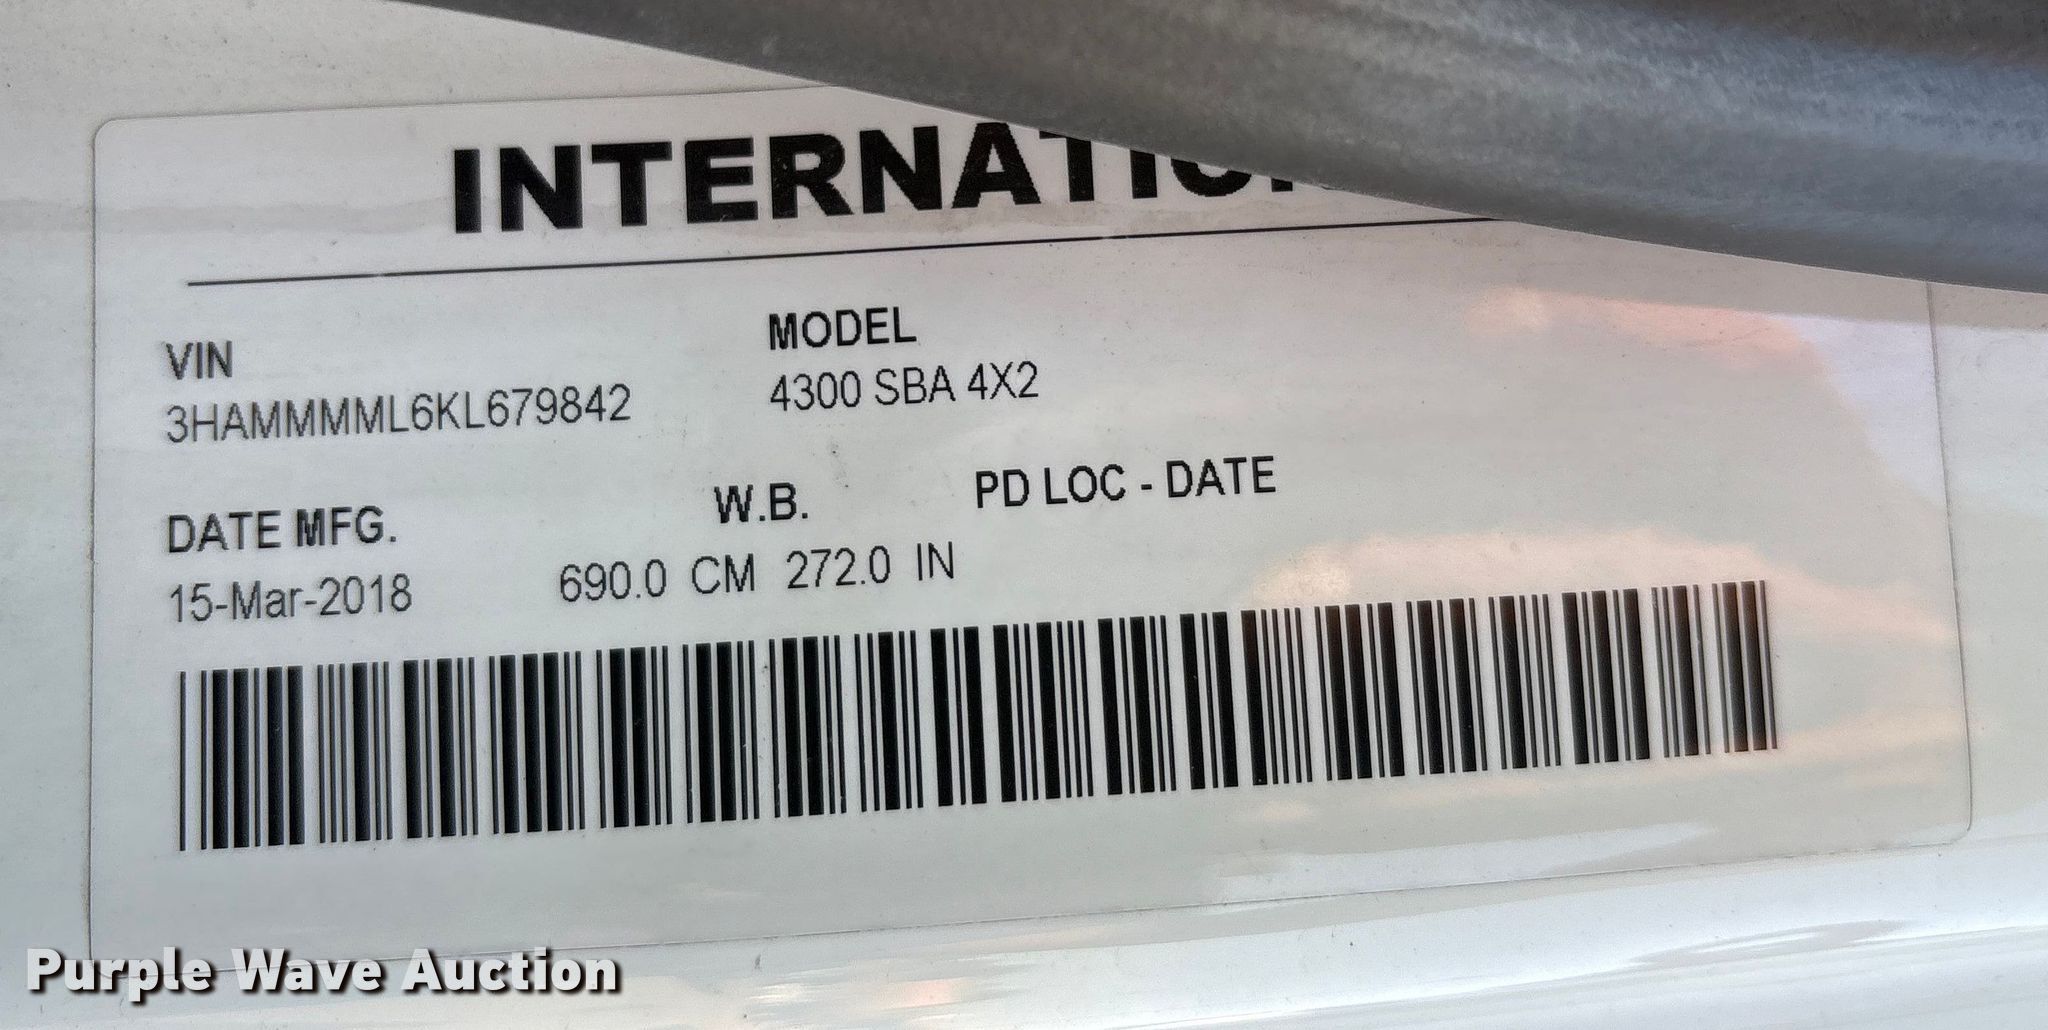 INTERNATIO
VIN
3HAMMMML6KL679842
MODEL
4300 SBA 4X2
DATE MFG.
15-Mar-2018
W.B.
690.0 CM 272.0 IN
PD LOC - DATE
Purple Wave Auction